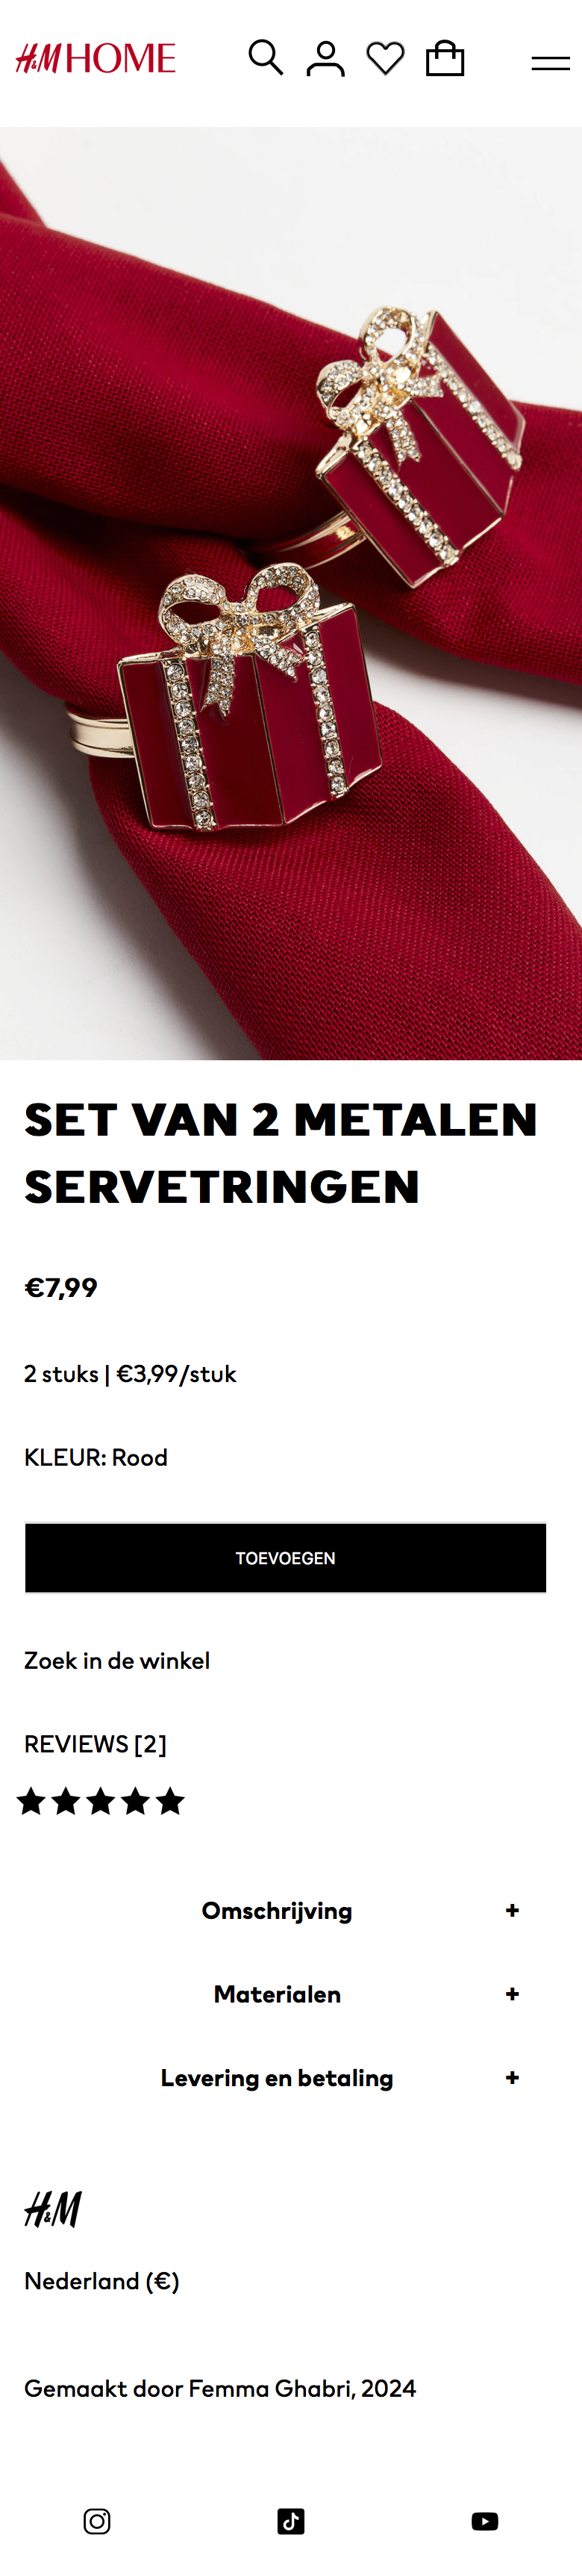 H&M HOME
SET VAN 2 METALEN
SERVETRINGEN
€7,99
2 stuks | €3,99/stuk
KLEUR: Rood
TOEVOEGEN
Zoek in de winkel
REVIEWS [2]
Omschrijving +
Materialen +
Levering en betaling +
H&M
Nederland (€)
Gemaakt door Femma Ghabri, 2024